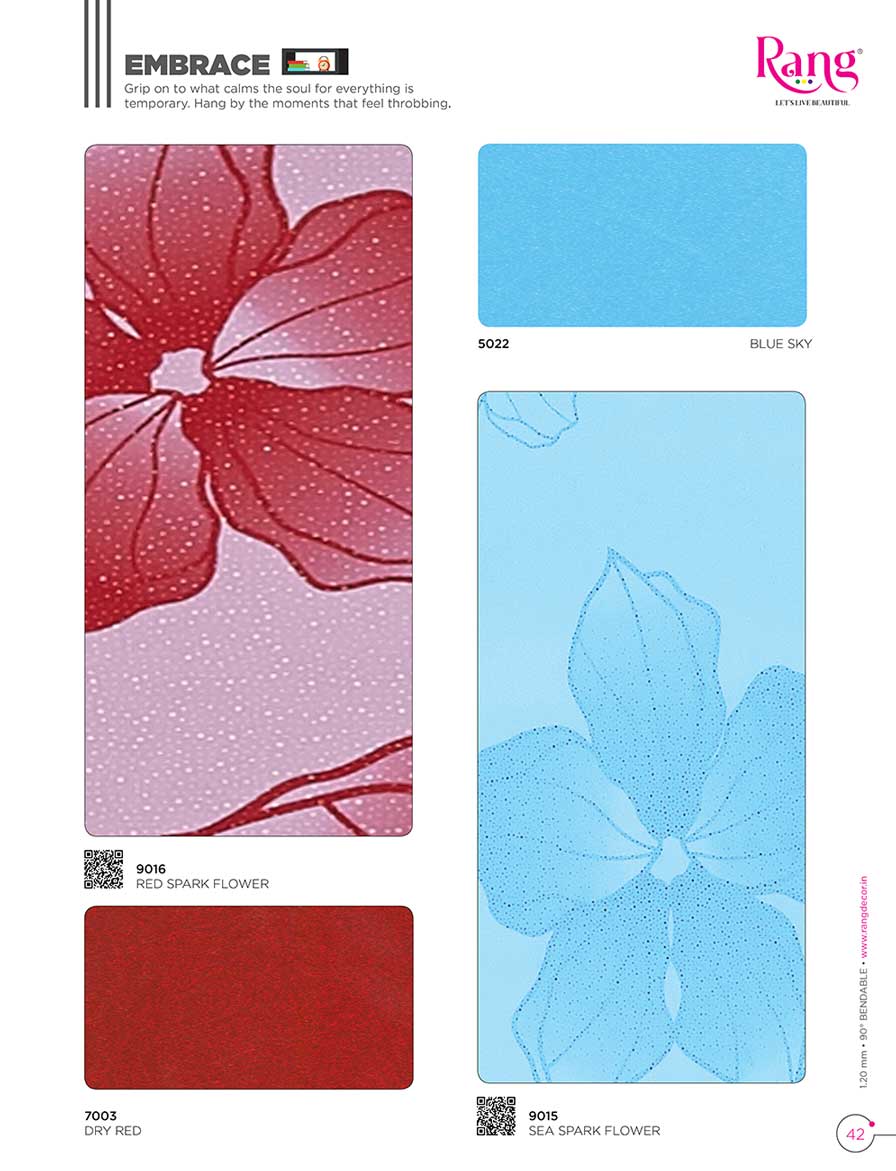 EMBRACE
Grip on to what calms the soul for everything is
temporary. Hang by the moments that feel throbbing.
Rang®
LET'S LIVE BEAUTIFUL
5022
BLUE SKY
9016
RED SPARK FLOWER
7003
DRY RED
9015
SEA SPARK FLOWER
1.20 mm • 90° BENDABLE • www.rangdecor.in
42